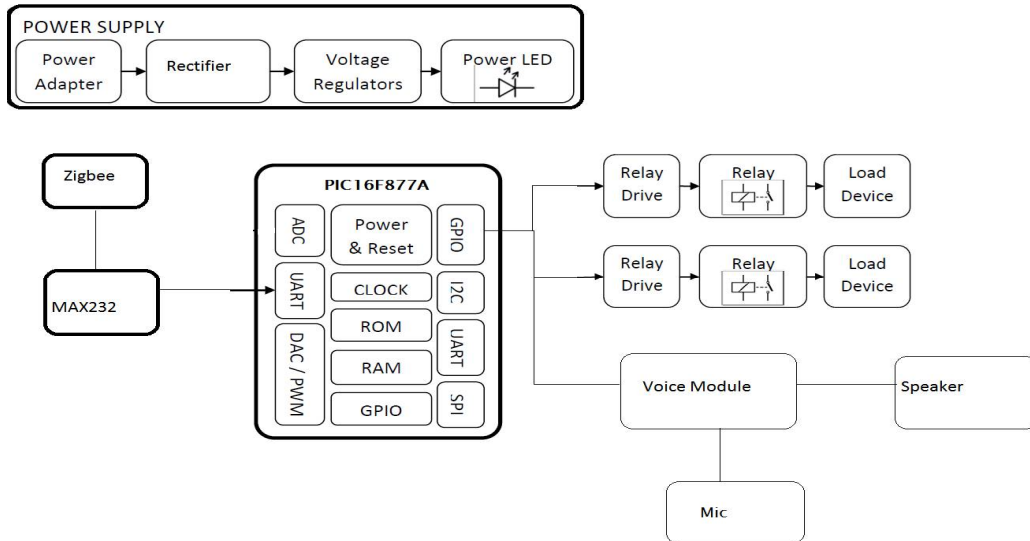 POWER SUPPLY
Power
Adapter
Rectifier
Voltage
Regulators
Power LED
Zigbee
MAX232
PIC16F877A
ADC
UART
DAC / PWM
Power
& Reset
CLOCK
ROM
RAM
GPIO
GPIO
I2C
UART
SPI
Relay
Drive
Relay
Load
Device
Relay
Drive
Relay
Load
Device
Voice Module
Speaker
Mic